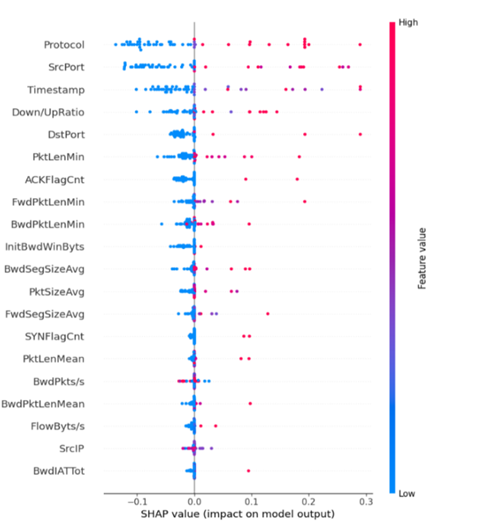 High
Protocol
SrcPort
Timestamp
Down/UpRatio
DstPort
PktLenMin
ACKFlagCnt
FwdPktLenMin
BwdPktLenMin
InitBwdWinByts
BwdSegSizeAvg
PktSizeAvg
FwdSegSizeAvg
SYNFlagCnt
PktLenMean
BwdPkts/s
BwdPktLenMean
FlowByts/s
SrcIP
BwdIATTot
Feature value
Low
−0.1 0.0 0.1 0.2 0.3
SHAP value (impact on model output)